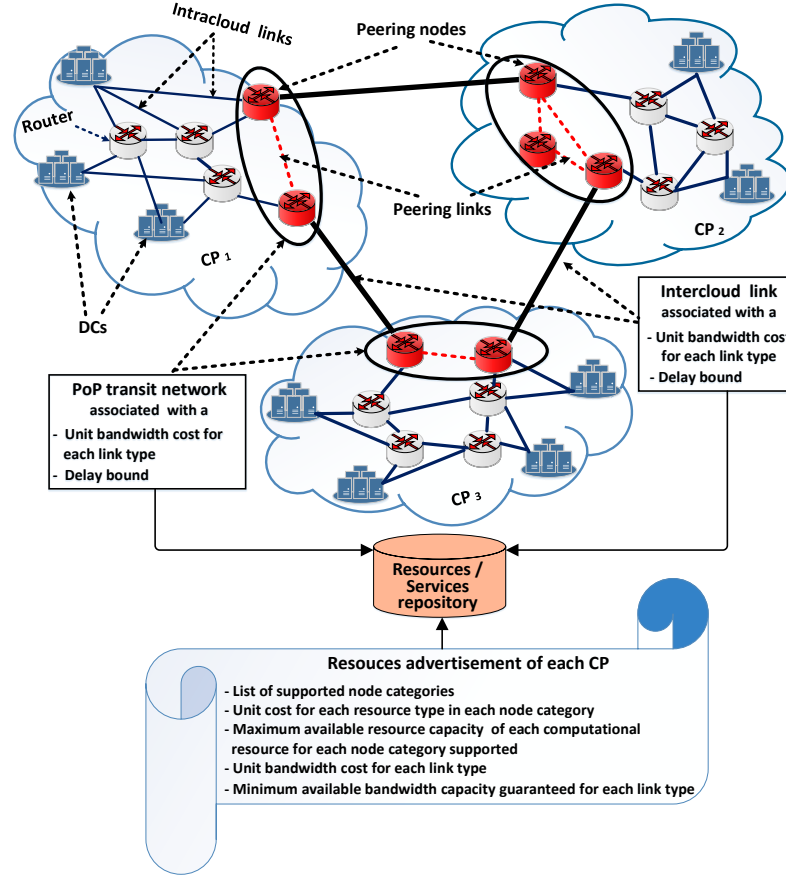 Intracloud links
Peering nodes
Router
Peering links
CP 1
CP 2
DCs
Intercloud link
associated with a
- Unit bandwidth cost
for each link type
- Delay bound
PoP transit network
associated with a
- Unit bandwidth cost for
each link type
- Delay bound
CP 3
Resources /
Services
repository
Resouces advertisement of each CP
- List of supported node categories
- Unit cost for each resource type in each node category
- Maximum available resource capacity of each computational
resource for each node category supported
- Unit bandwidth cost for each link type
- Minimum available bandwidth capacity guaranteed for each link type